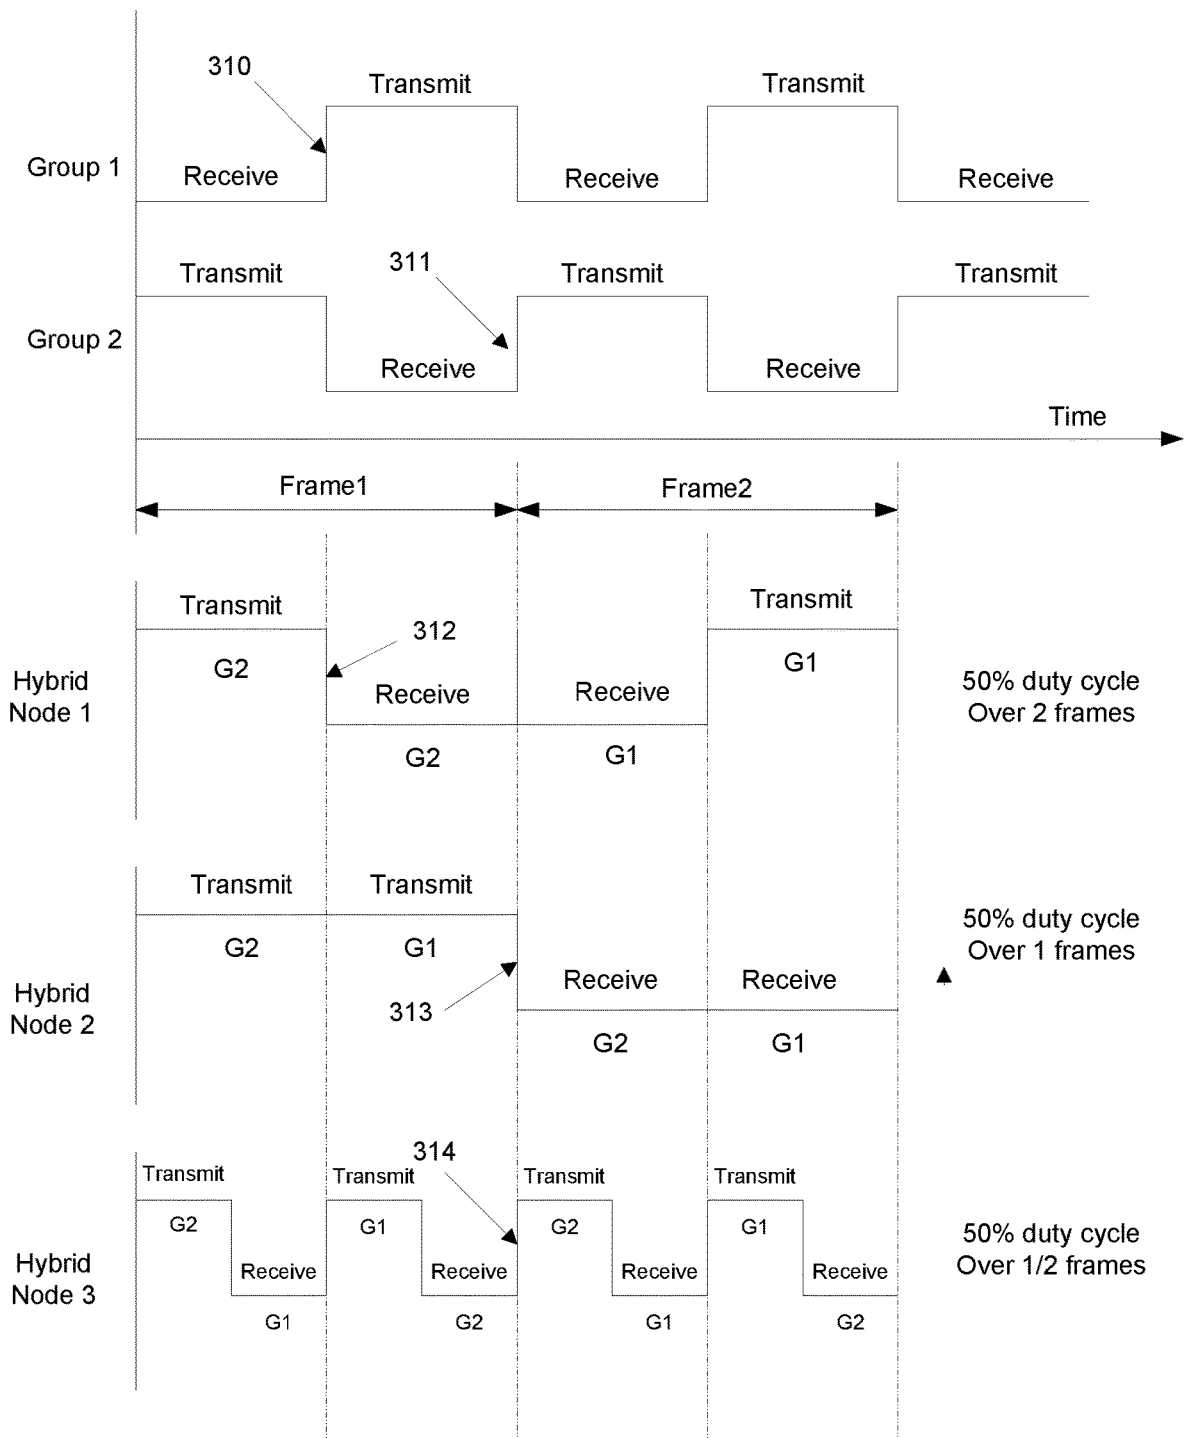 310
Transmit
Transmit
Group 1
Receive
Receive
Receive
311
Transmit
Transmit
Transmit
Group 2
Receive
Receive
Time
Frame1
Frame2
Transmit
Transmit
312
G2
G1
Hybrid
Node 1
Receive
Receive
50% duty cycle
Over 2 frames
G2
G1
Transmit
Transmit
G2
G1
50% duty cycle
Over 1 frames
Hybrid
Node 2
313
Receive
Receive
G2
G1
314
Transmit
Transmit
Transmit
Transmit
G2
G1
G2
G1
Hybrid
Node 3
Receive
Receive
Receive
Receive
50% duty cycle
Over 1/2 frames
G1
G2
G1
G2